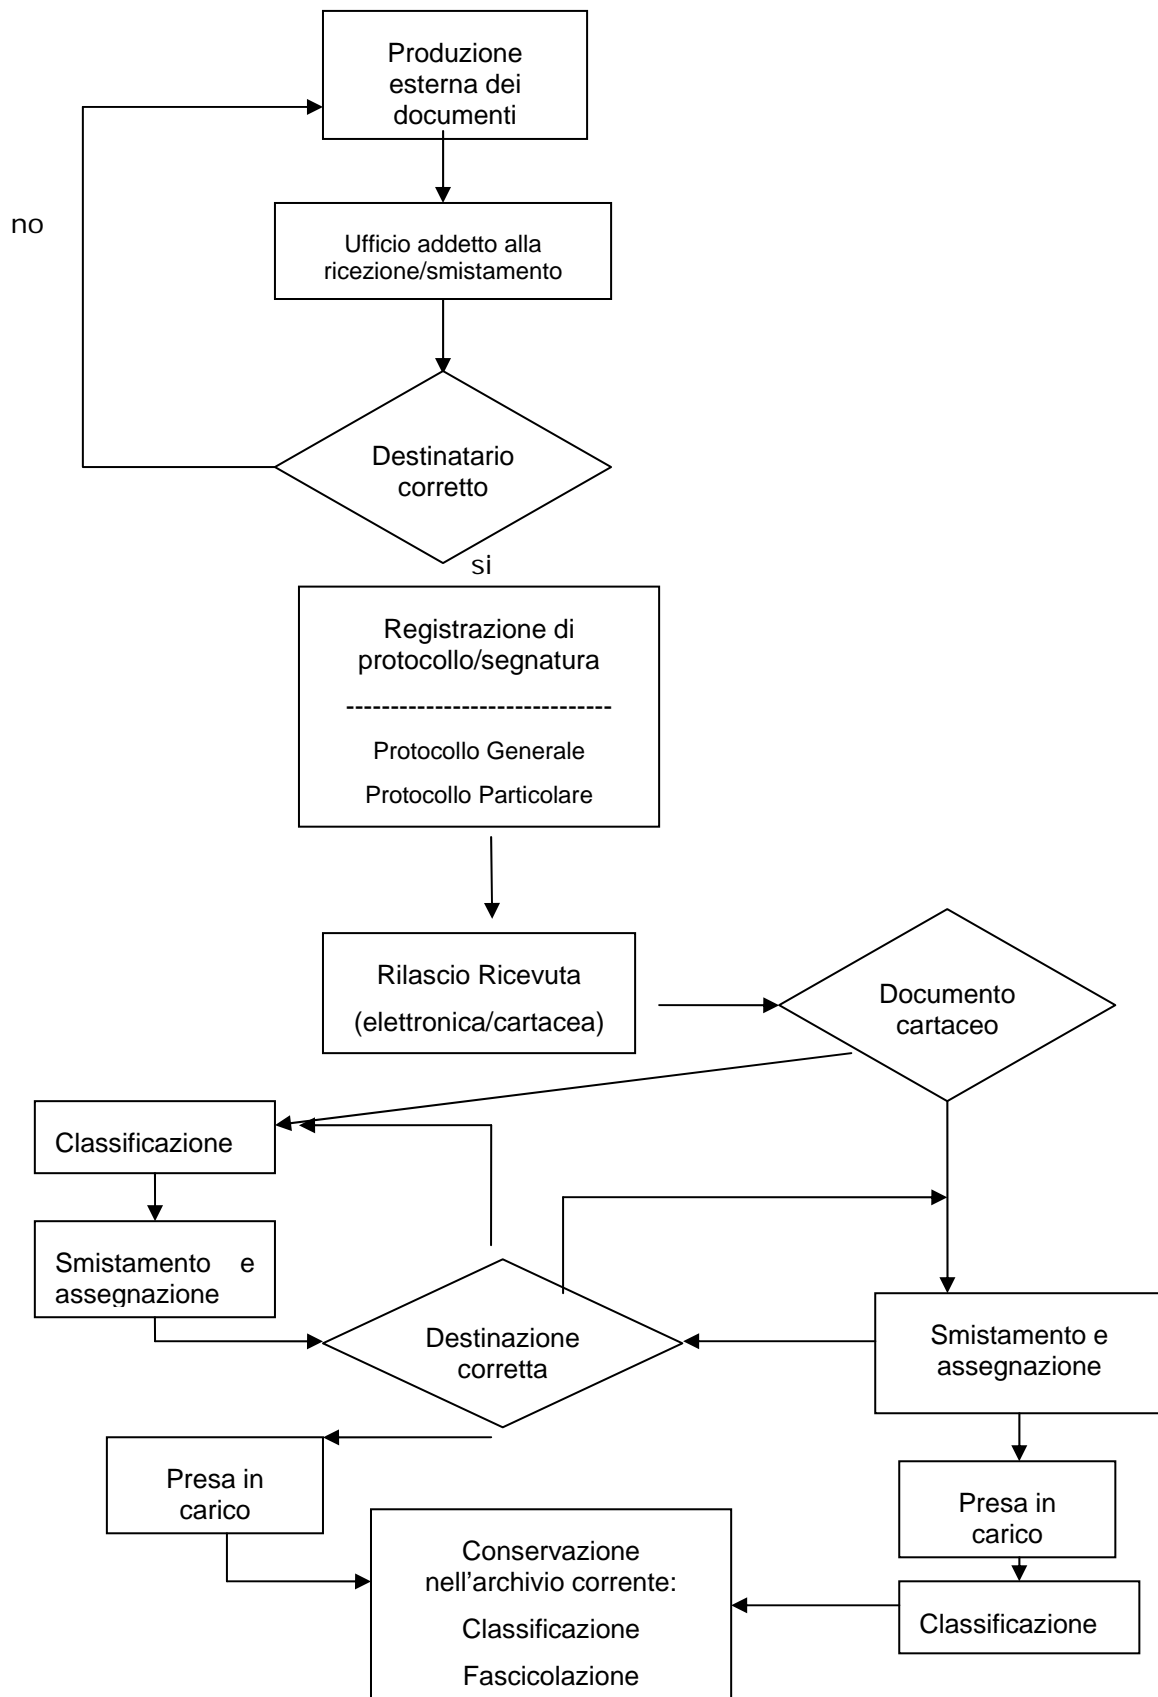 Produzione
esterna dei
documenti
no
Ufficio addetto alla
ricezione/smistamento
Destinatario
corretto
si
Registrazione di
protocollo/segnatura
------------------------------
Protocollo Generale
Protocollo Particolare
Rilascio Ricevuta
(elettronica/cartacea)
Documento
cartaceo
Classificazione
Smistamento e
assegnazione
Destinazione
corretta
Smistamento e
assegnazione
Presa in
carico
Presa in
carico
Conservazione
nell’archivio corrente:
Classificazione
Fascicolazione
Classificazione